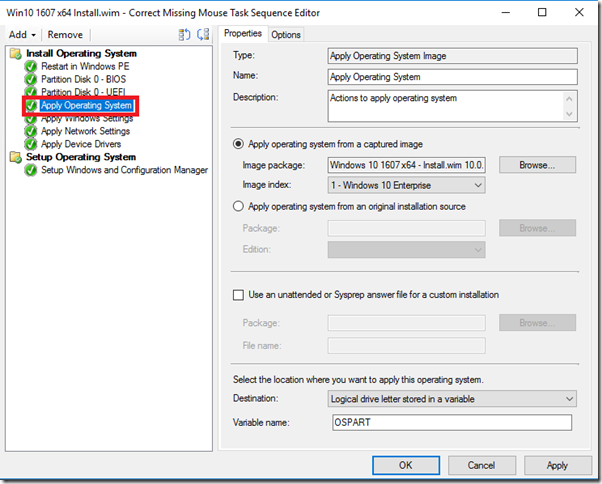 Win10 1607 x64 Install.wim - Correct Missing Mouse Task Sequence Editor
Add Remove
Install Operating System
Restart in Windows PE
Partition Disk 0 - BIOS
Partition Disk 0 - UEFI
Apply Operating System
Apply Windows Settings
Apply Network Settings
Apply Device Drivers
Setup Operating System
Setup Windows and Configuration Manager
Properties Options
Type: Apply Operating System Image
Name: Apply Operating System
Description: Actions to apply operating system
Apply operating system from a captured image
Image package: Windows 10 1607 x64 - Install.wim 10.0. Browse...
Image index: 1 - Windows 10 Enterprise
Apply operating system from an original installation source
Package: Browse...
Edition:
Use an unattended or Sysprep answer file for a custom installation
Package: Browse...
File name:
Select the location where you want to apply this operating system.
Destination: Logical drive letter stored in a variable
Variable name: OSPART
OK Cancel Apply